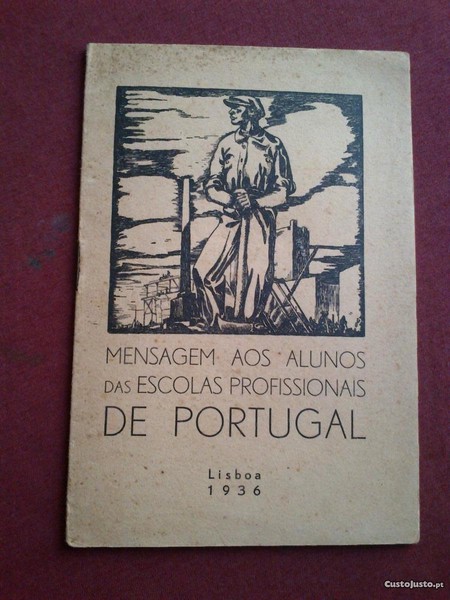 MENSAGEM AOS ALUNOS
DAS ESCOLAS PROFISSIONAIS
DE PORTUGAL
Lisboa
1936
CustoJusto.pt